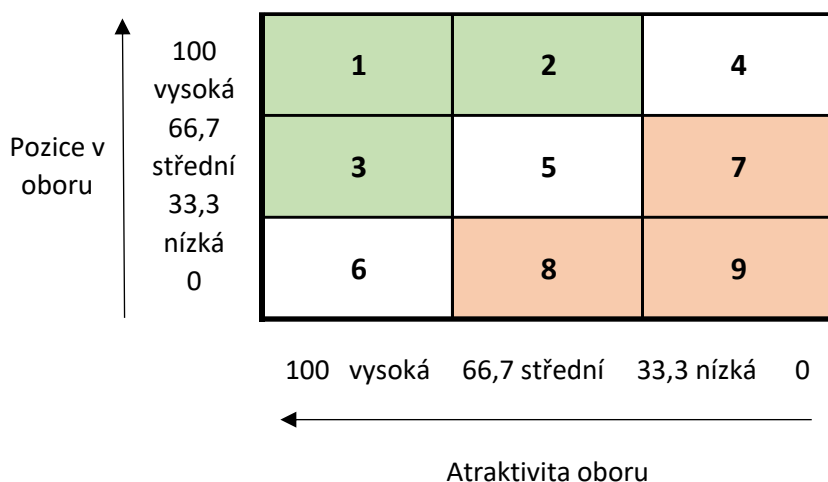 100
vysoká
66,7
střední
33,3
nízká
0
Pozice v
oboru
1 2 4
3 5 7
6 8 9
100 vysoká 66,7 střední 33,3 nízká 0
Atraktivita oboru